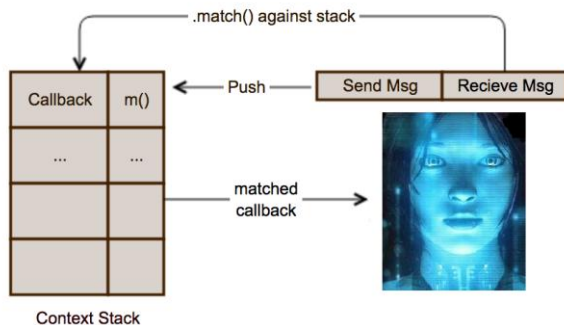 .match() against stack
Callback m()
Push
Send Msg Recieve Msg
... ...
matched
callback
Context Stack